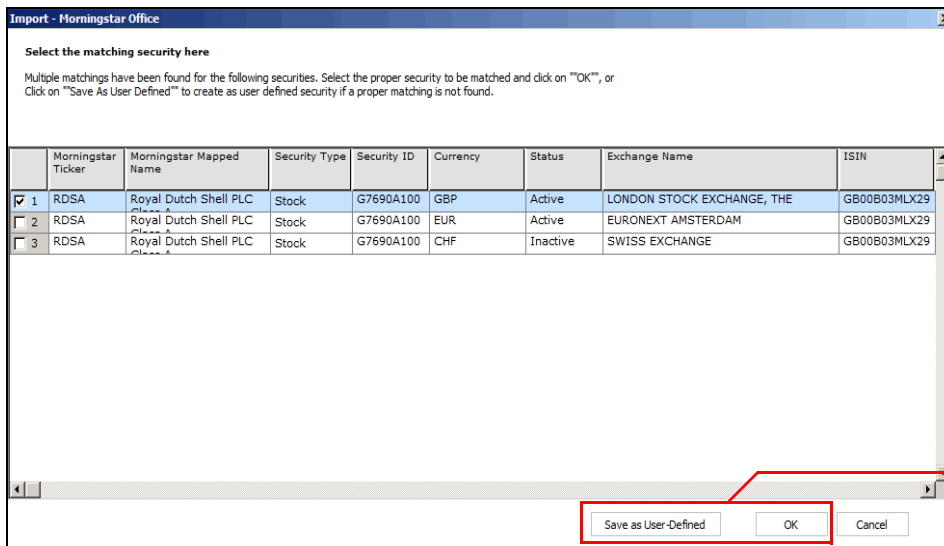 Import - Morningstar Office
Select the matching security here
Multiple matchings have been found for the following securities. Select the proper security to be matched and click on ""OK"", or
Click on ""Save As User Defined"" to create as user defined security if a proper matching is not found.
Morningstar Ticker Morningstar Mapped Name Security Type Security ID Currency Status Exchange Name ISIN
1 RDSA Royal Dutch Shell PLC Class A Stock G7690A100 GBP Active LONDON STOCK EXCHANGE, THE GB00B03MLX29
2 RDSA Royal Dutch Shell PLC Class A Stock G7690A100 EUR Active EURONEXT AMSTERDAM GB00B03MLX29
3 RDSA Royal Dutch Shell PLC Class A Stock G7690A100 CHF Inactive SWISS EXCHANGE GB00B03MLX29
Save as User-Defined OK Cancel